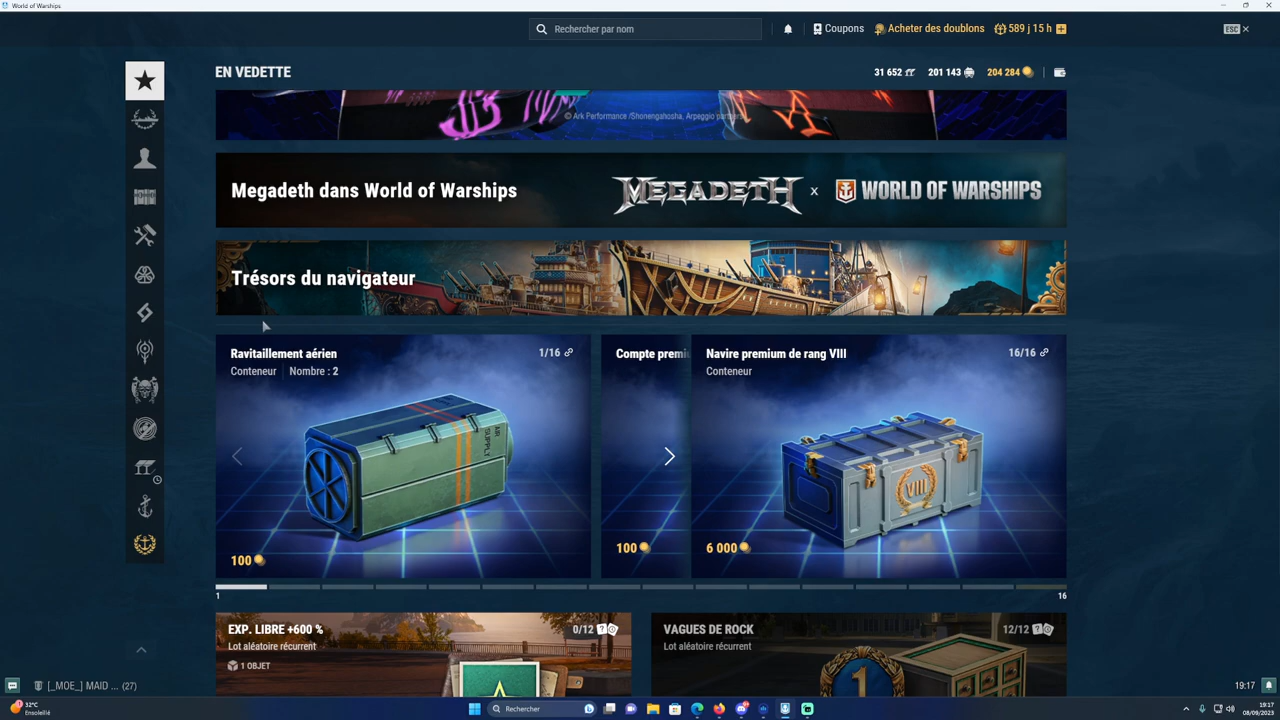 World of Warships
Rechercher par nom
Coupons
Acheter des doublons
589 j 15 h
ESC
EN VEDETTE
31 652
201 143
204 284
© Ark Performance /Shonengahosha, Arpeggio partners
Megadeth dans World of Warships
MEGADETH
x
WORLD OF WARSHIPS
Trésors du navigateur
Ravitaillement aérien
1/16
Conteneur
Nombre : 2
AIR SUPPLY
100
Compte premiu
100
Navire premium de rang VIII
16/16
Conteneur
VIII
6 000
1
16
EXP. LIBRE +600 %
0/12
Lot aléatoire récurrent
1 OBJET
VAGUES DE ROCK
12/12
Lot aléatoire récurrent
1
[_MOE_] MAID ... (27)
19:17
32°C
Ensoleillé
Rechercher
19:17
08/09/2023